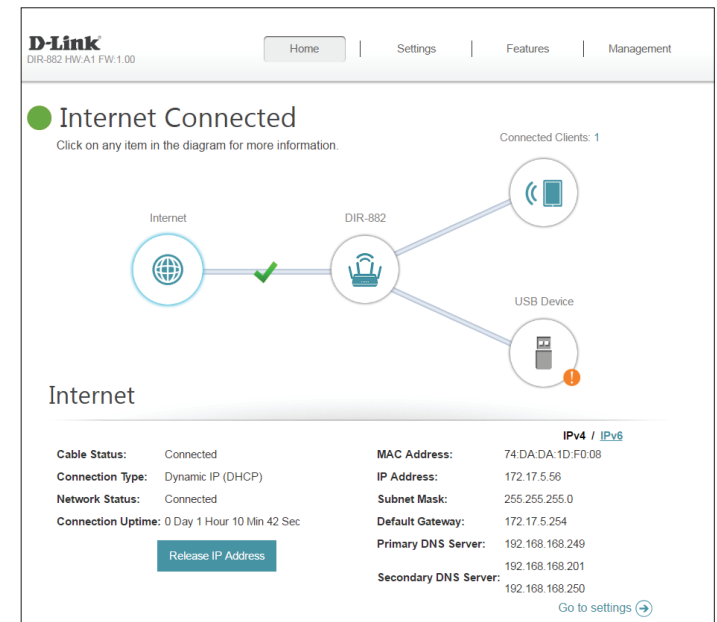 D-Link
DIR-882 HW:A1 FW:1.00
Home
Settings
Features
Management
Internet Connected
Click on any item in the diagram for more information.
Connected Clients: 1
Internet
DIR-882
USB Device
Internet
IPv4 / IPv6
Cable Status: Connected
Connection Type: Dynamic IP (DHCP)
Network Status: Connected
Connection Uptime: 0 Day 1 Hour 10 Min 42 Sec
Release IP Address
MAC Address: 74:DA:DA:1D:F0:08
IP Address: 172.17.5.56
Subnet Mask: 255.255.255.0
Default Gateway: 172.17.5.254
Primary DNS Server: 192.168.168.249
Secondary DNS Server: 192.168.168.201
192.168.168.250
Go to settings